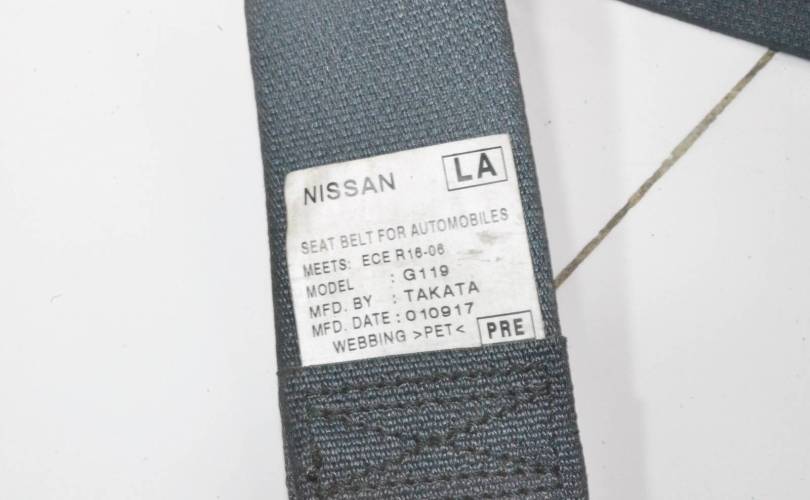 NISSAN LA
SEAT BELT FOR AUTOMOBILES
MEETS: ECE R16-06
MODEL : G119
MFD. BY : TAKATA
MFD. DATE : 010917
WEBBING >PET< PRE